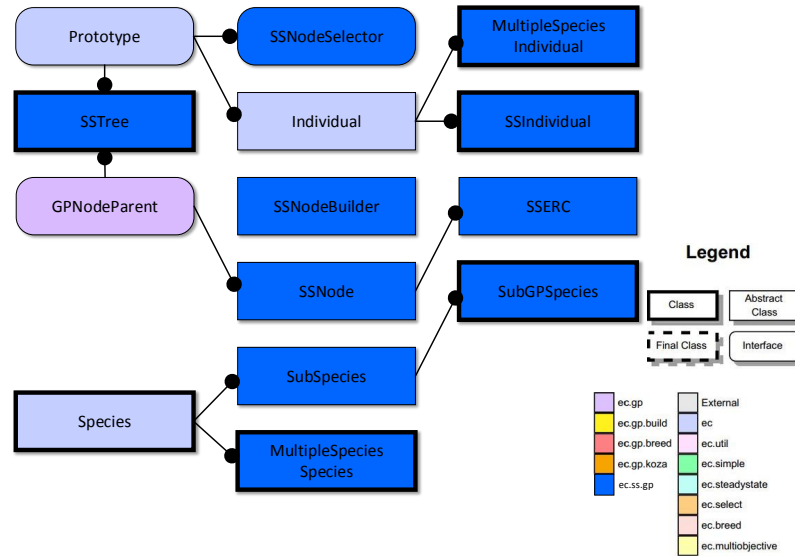 Prototype
SSNodeSelector
MultipleSpecies
Individual
SSTree
Individual
SSIndividual
GPNodeParent
SSNodeBuilder
SSERC
SSNode
SubGPSpecies
SubSpecies
Species
MultipleSpecies
Species
Legend
Class
Abstract
Class
Final Class
Interface
ec.gp
ec.gp.build
ec.gp.breed
ec.gp.koza
ec.ss.gp
External
ec
ec.util
ec.simple
ec.steadystate
ec.select
ec.breed
ec.multiobjective